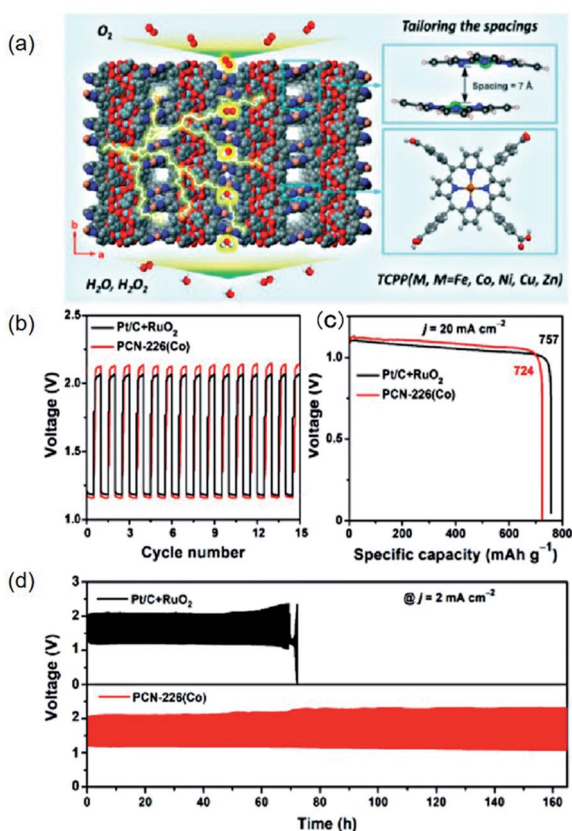 (a)
O₂
Tailoring the spacings
Spacing = 7 Å
b
a
H₂O, H₂O₂
TCPP(M, M=Fe, Co, Ni, Cu, Zn)
(b)
2.5
2.0
1.5
1.0
Voltage (V)
Pt/C+RuO₂
PCN-226(Co)
0 3 6 9 12 15
Cycle number
(c)
j = 20 mA cm⁻²
757
724
1.0
0.5
0.0
Voltage (V)
Pt/C+RuO₂
PCN-226(Co)
0 200 400 600 800
Specific capacity (mAh g⁻¹)
(d)
Pt/C+RuO₂
@ j = 2 mA cm⁻²
3
2
1
0
Voltage (V)
PCN-226(Co)
2
1
0
0 20 40 60 80 100 120 140 160
Time (h)